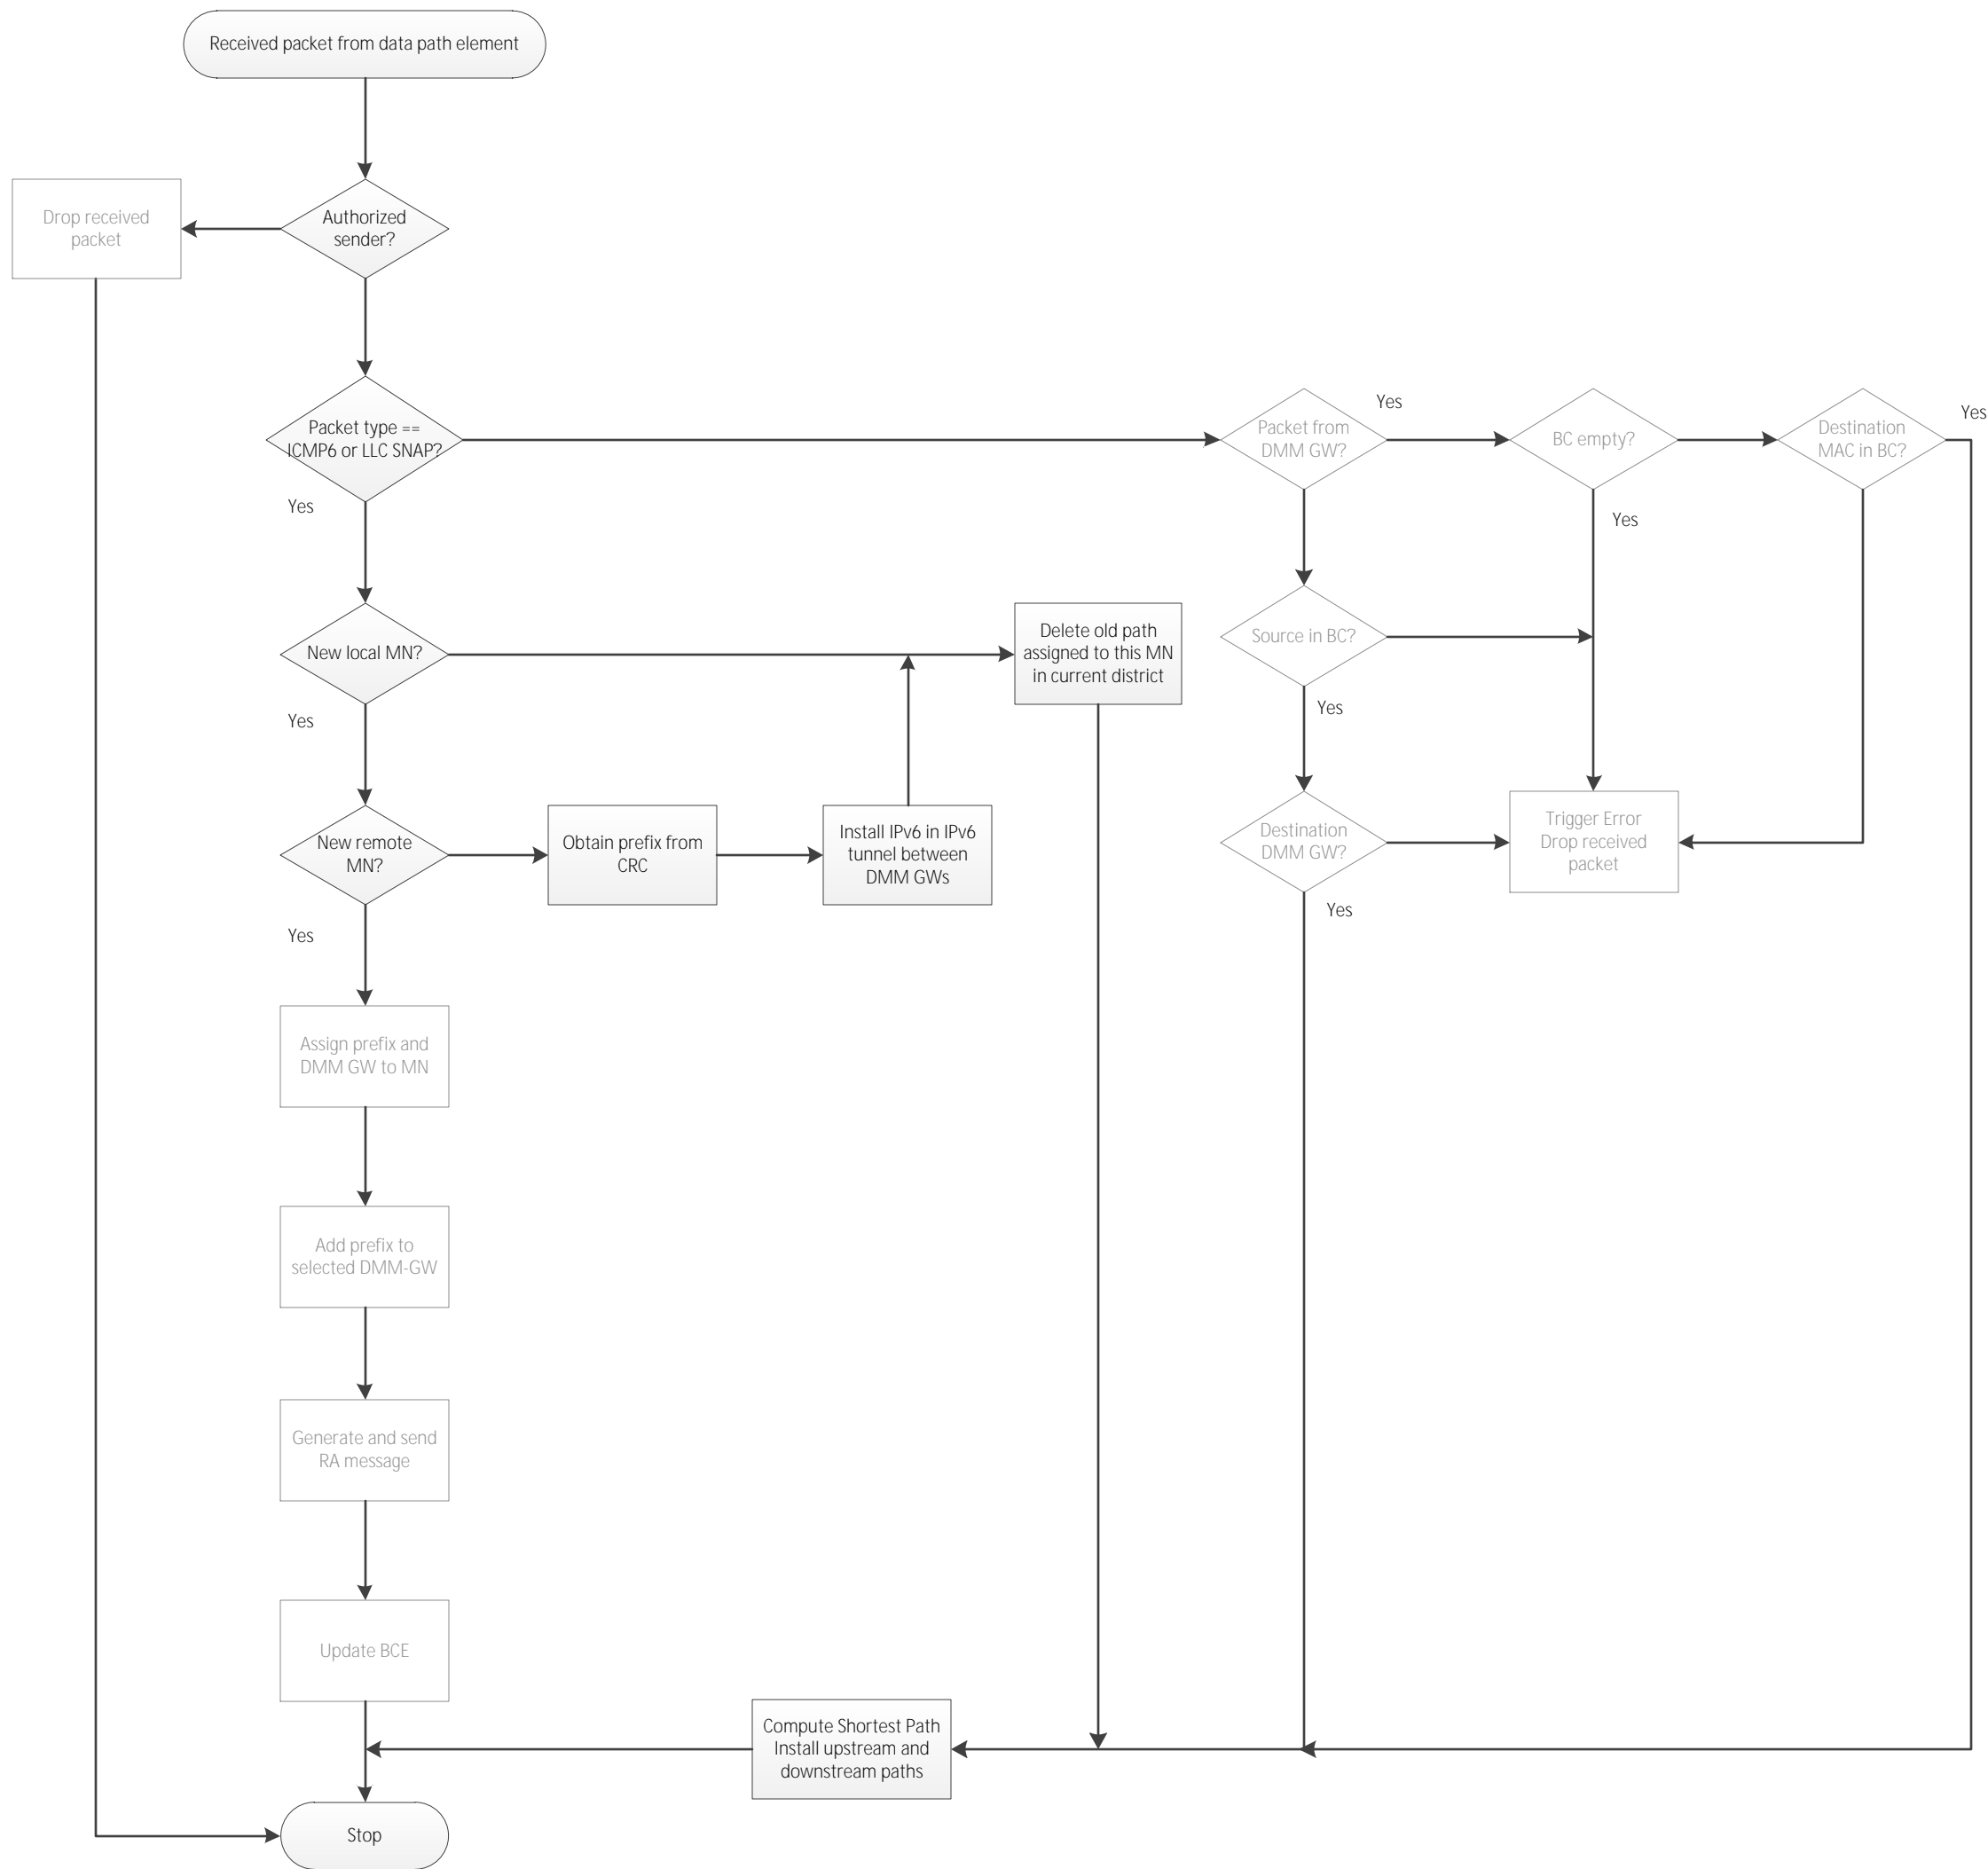 Received packet from data path element
Drop received
packet
Authorized
sender?
Packet type ==
ICMP6 or LLC SNAP?
Yes
Packet from
DMM GW?
Yes
BC empty?
Yes
Destination
MAC in BC?
Yes
New local MN?
Yes
Delete old path
assigned to this MN
in current district
Source in BC?
Yes
New remote
MN?
Yes
Obtain prefix from
CRC
Install IPv6 in IPv6
tunnel between
DMM GWs
Destination
DMM GW?
Yes
Trigger Error
Drop received
packet
Assign prefix and
DMM GW to MN
Add prefix to
selected DMM-GW
Generate and send
RA message
Update BCE
Compute Shortest Path
Install upstream and
downstream paths
Stop